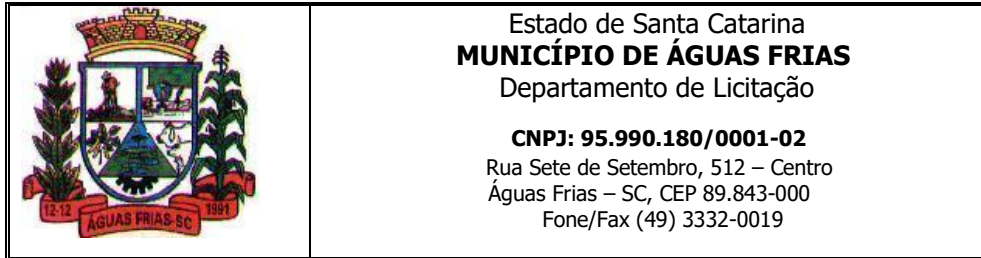 12-12
ÁGUAS FRIAS-SC
1991
Estado de Santa Catarina
MUNICÍPIO DE ÁGUAS FRIAS
Departamento de Licitação
CNPJ: 95.990.180/0001-02
Rua Sete de Setembro, 512 – Centro
Águas Frias – SC, CEP 89.843-000
Fone/Fax (49) 3332-0019